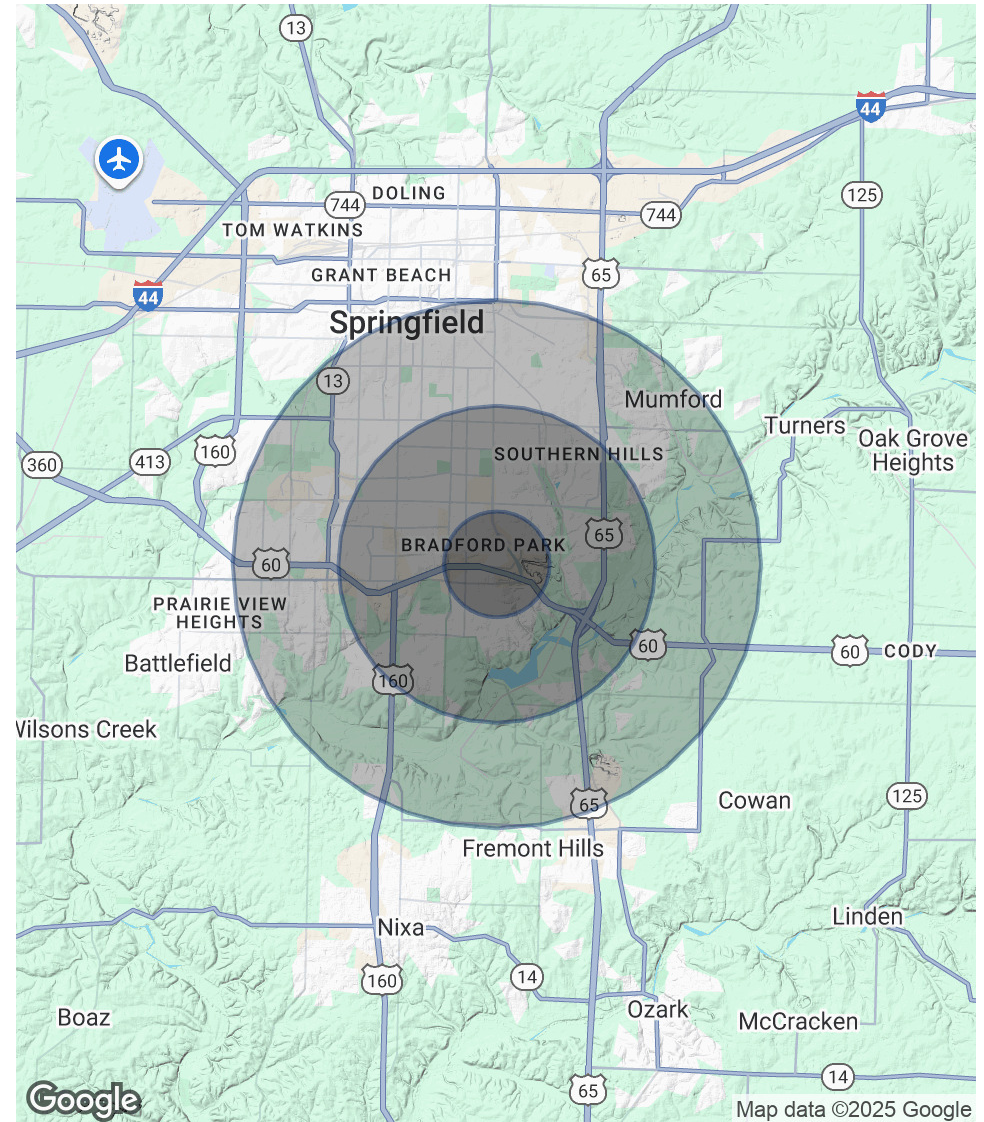 13
44
125
DOLING
744
744
TOM WATKINS
GRANT BEACH
65
44
Springfield
13
Mumford
Turners
Oak Grove
Heights
160
413
360
SOUTHERN HILLS
65
BRADFORD PARK
60
PRAIRIE VIEW
HEIGHTS
60
60
CODY
Battlefield
160
Wilsons Creek
65
Cowan
125
Fremont Hills
Linden
Nixa
160
14
Boaz
Ozark
McCracken
14
65
Google
Map data ©2025 Google